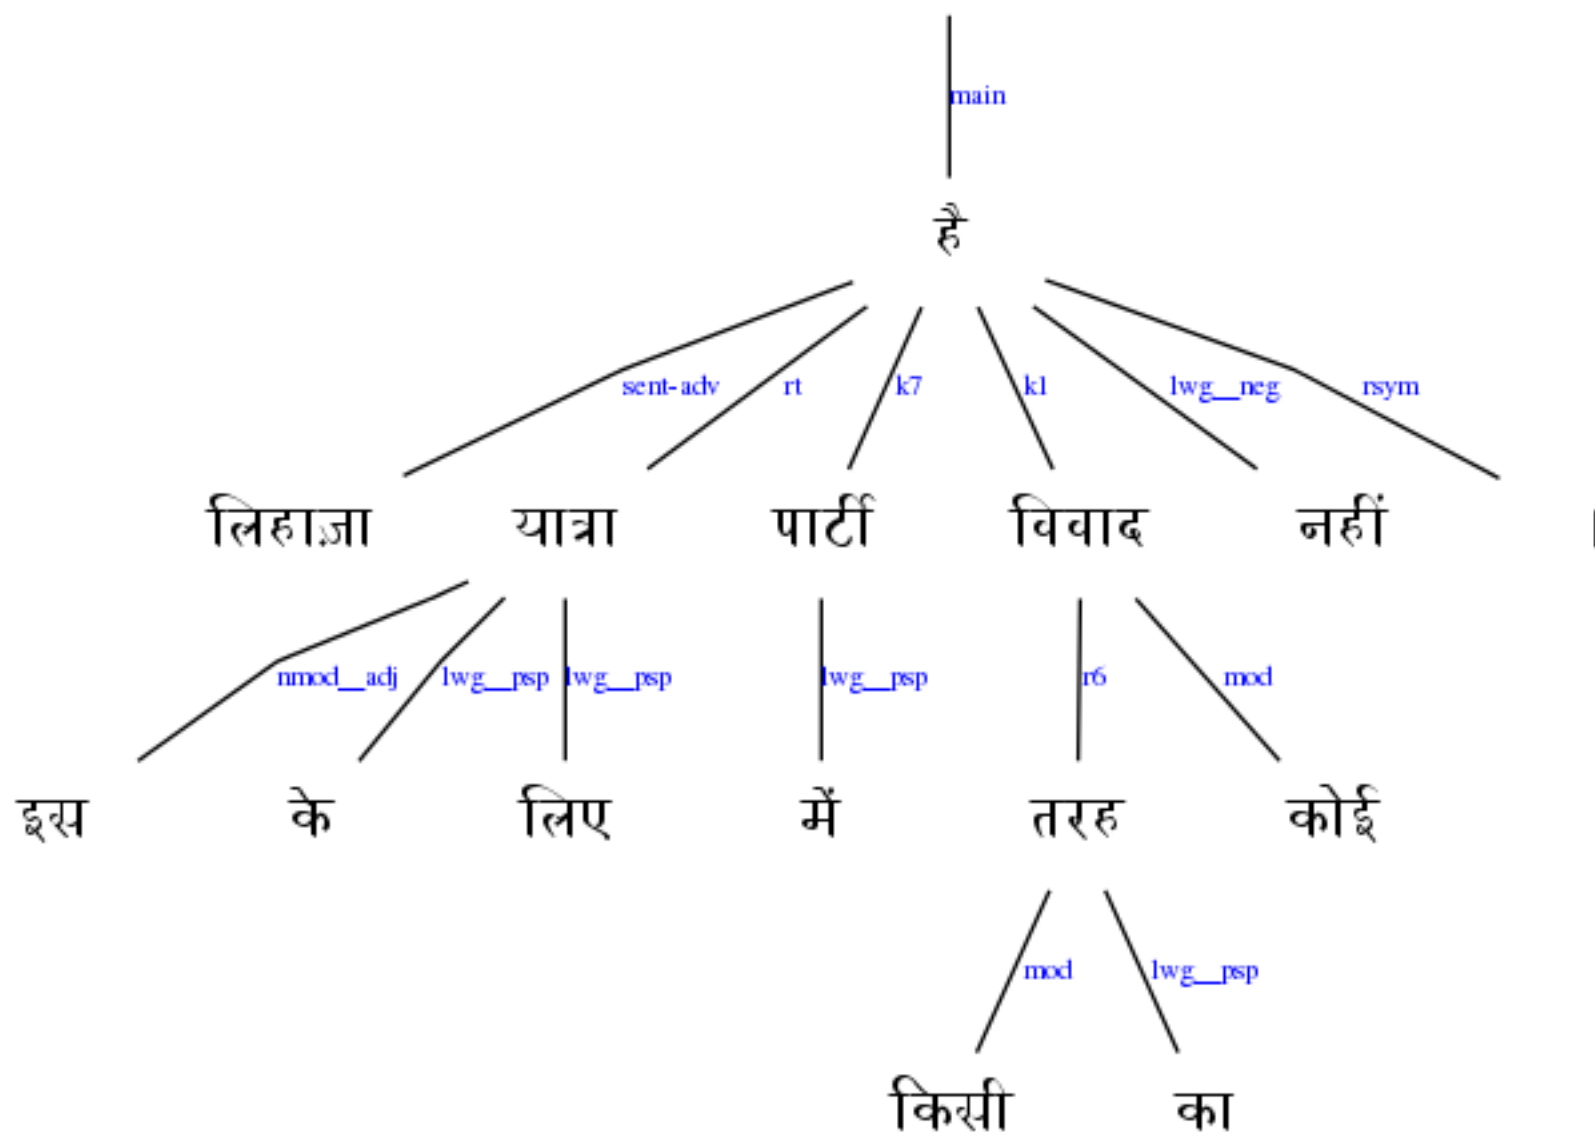 main
है
sent-adv rt k7 k1 lwg__neg rsym
लिहाज़ा यात्रा पार्टी विवाद नहीं ।
nmod__adj lwg__psp lwg__psp lwg__psp r6 mod
इस के लिए में तरह कोई
mod lwg__psp
किसी का